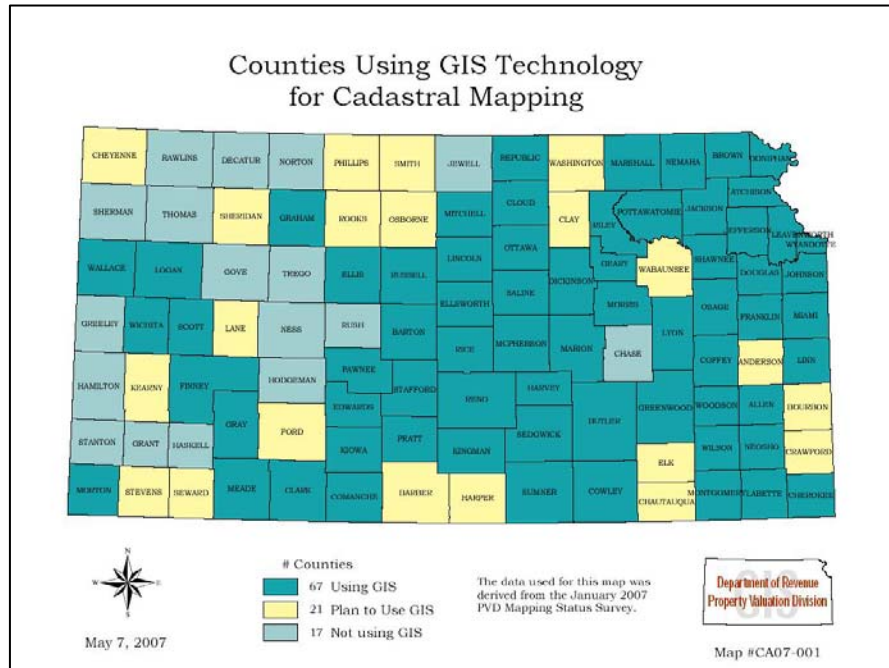 Counties Using GIS Technology
for Cadastral Mapping
CHEYENNE RAWLINS DECATUR NORTON PHILLIPS SMITH JEWELL REPUBLIC WASHINGTON MARSHALL NEMAHA BROWN DONIPHAN
SHERMAN THOMAS SHERIDAN GRAHAM ROOKS OSBORNE MITCHELL CLOUD CLAY RILEY POTTAWATOMIE JACKSON ATCHISON
JEFFERSON LEAVENWORTH
WYANDOTTE
WALLACE LOGAN GOVE TREGO ELLIS RUSSELL LINCOLN OTTAWA DICKINSON GEARY WABAUNSEE SHAWNEE DOUGLAS JOHNSON
ELLSWORTH SALINE MORRIS OSAGE FRANKLIN MIAMI
GREELEY WICHITA SCOTT LANE NESS RUSH BARTON RICE MCPHERSON MARION CHASE LYON COFFEY ANDERSON LINN
HAMILTON KEARNY FINNEY HODGEMAN PAWNEE STAFFORD RENO HARVEY BUTLER GREENWOOD WOODSON ALLEN BOURBON
GRAY FORD EDWARDS SEDGWICK
STANTON GRANT HASKELL KIOWA PRATT KINGMAN ELK WILSON NEOSHO CRAWFORD
MORTON STEVENS SEWARD MEADE CLARK COMANCHE BARBER HARPER SUMNER COWLEY CHAUTAUQUA MONTGOMERY LABETTE CHEROKEE
N
W E
S
# Counties
67 Using GIS
21 Plan to Use GIS
17 Not using GIS
The data used for this map was
derived from the January 2007
PVD Mapping Status Survey.
GIS
Department of Revenue
Property Valuation Division
May 7, 2007
Map #CA07-001